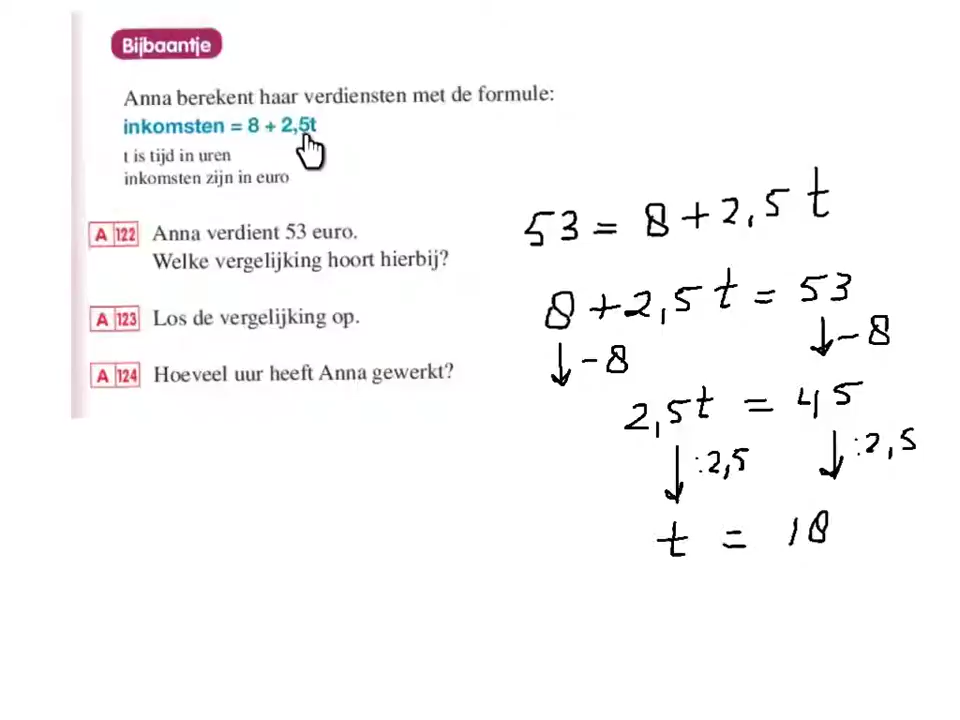 Bijbaantje
Anna berekent haar verdiensten met de formule:
inkomsten = 8 + 2,5t
t is tijd in uren
inkomsten zijn in euro
A 122 Anna verdient 53 euro.
Welke vergelijking hoort hierbij?
A 123 Los de vergelijking op.
A 124 Hoeveel uur heeft Anna gewerkt?
53 = 8 + 2,5 t
8 + 2,5 t = 53
↓ - 8 ↓ - 8
2,5t = 45
↓ :2,5 ↓ :2,5
t = 18